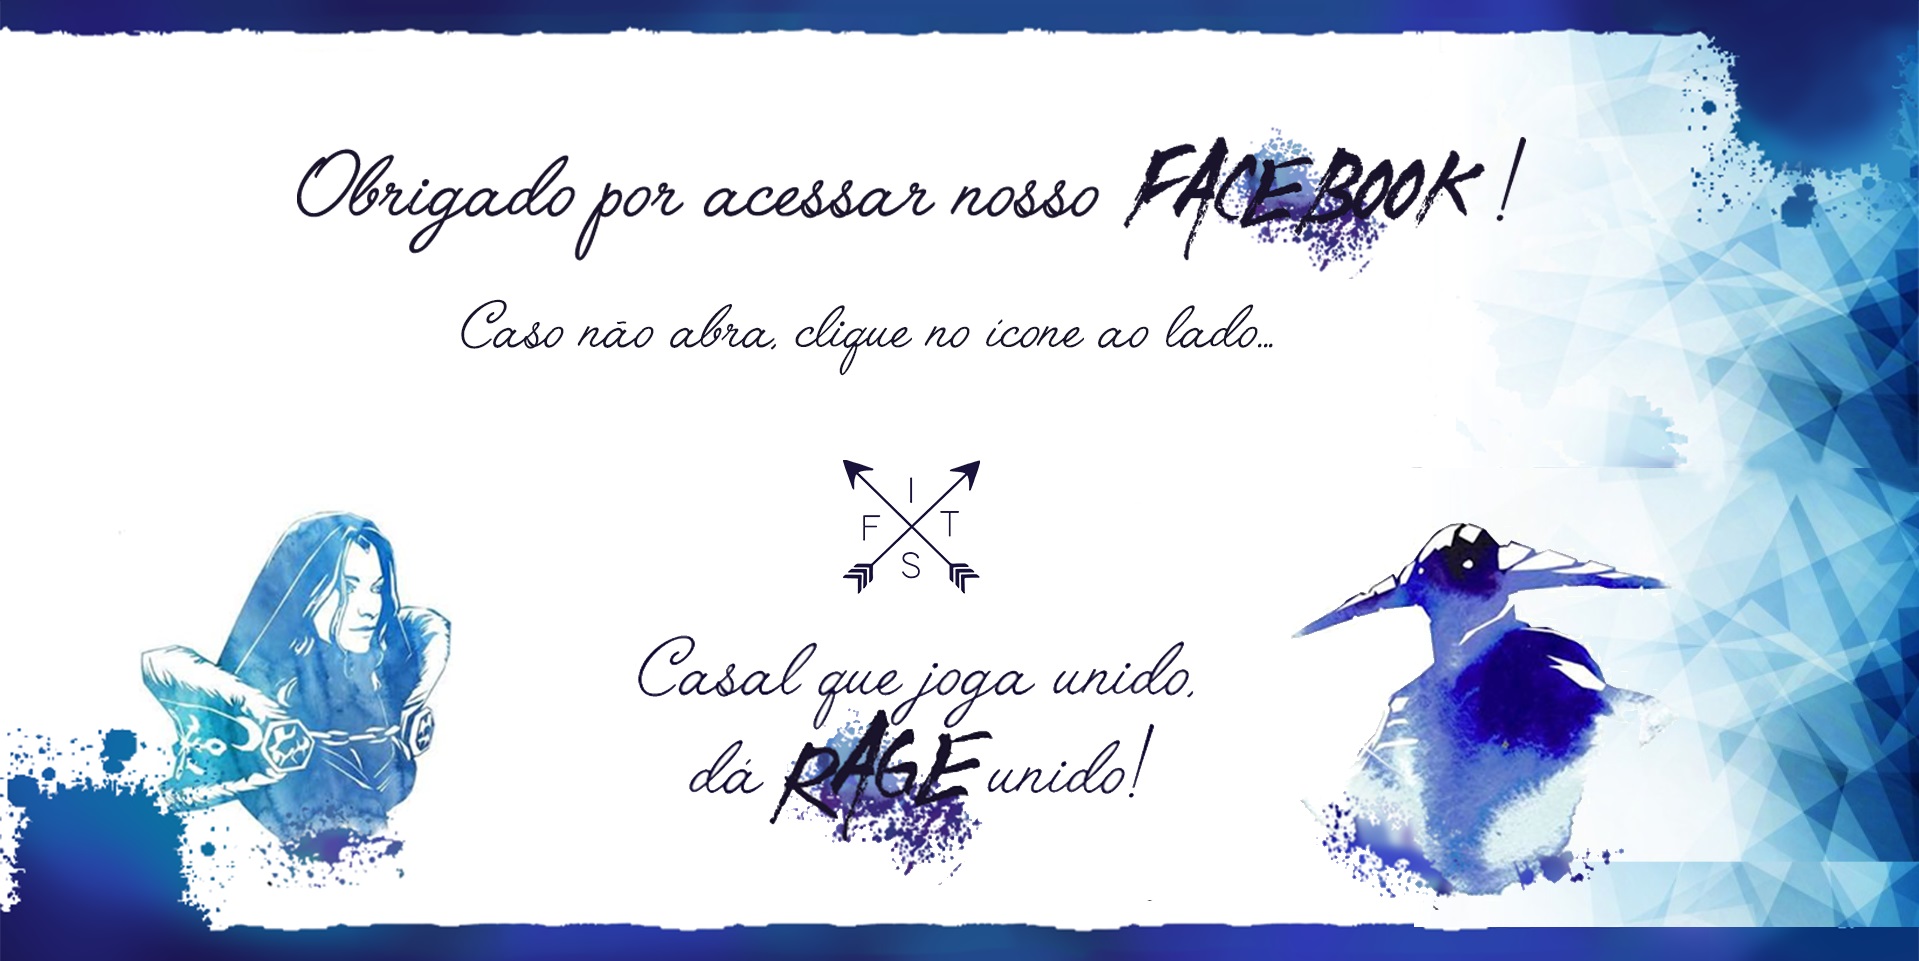 Obrigado por acessar nosso FACEBOOK!
Caso não abra, clique no ícone ao lado...
I
F T
S
Casal que joga unido,
dá RAGE unido!